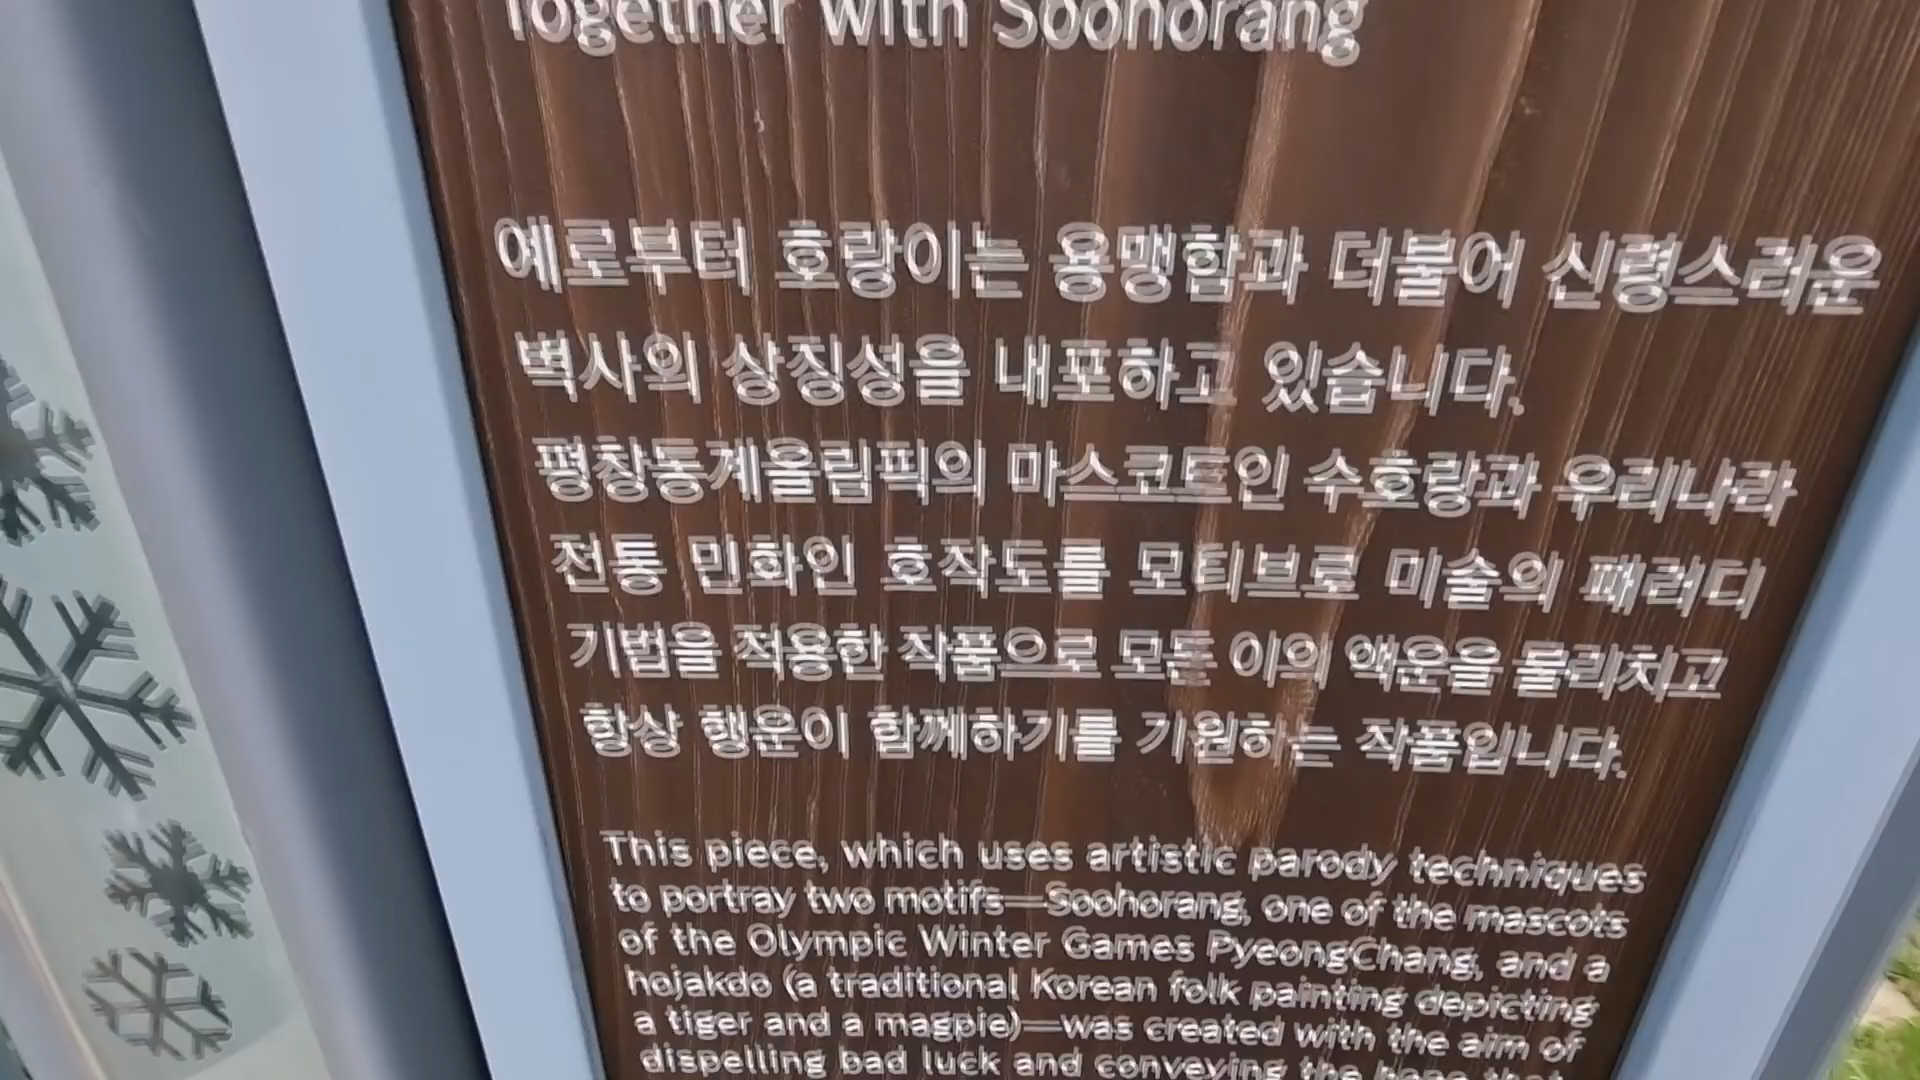 Together with Soohorang
예로부터 호랑이는 용맹함과 더불어 신령스러운
벽사의 상징성을 내포하고 있습니다.
평창동계올림픽의 마스코트인 수호랑과 우리나라
전통 민화인 호작도를 모티브로 미술의 패러디
기법을 적용한 작품으로 모든 이의 액운을 물리치고
항상 행운이 함께하기를 기원하는 작품입니다.
This piece, which uses artistic parody techniques
to portray two motifs—Soohorang, one of the mascots
of the Olympic Winter Games PyeongChang, and a
hojakdo (a traditional Korean folk painting depicting
a tiger and a magpie)—was created with the aim of
dispelling bad luck and conveying the hope that